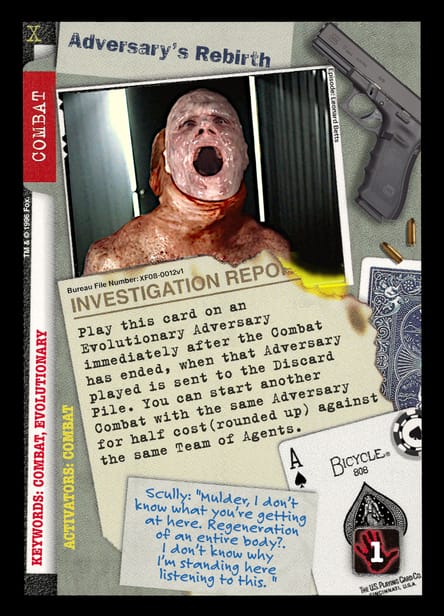 X
Adversary's Rebirth
COMBAT
Episode: Leonard Betts
TM & © 1996 Fox.
Bureau File Number: XF08-0012v1
INVESTIGATION REPO
Play this card on an
Evolutionary Adversary
immediately after the Combat
has ended, when that Adversary
played is sent to the Discard
Pile. You can start another
Combat with the same Adversary
for half cost(rounded up) against
the same Team of Agents.
KEYWORDS: COMBAT, EVOLUTIONARY
ACTIVATORS: COMBAT
Scully: "Mulder, I don't
know what you're getting
at here. Regeneration
of an entire body?.
I don't know why
I'm standing here
listening to this. "
A
BICYCLE®
808
1
THE U.S. PLAYING CARD CO.
CINCINNATI, U.S.A.